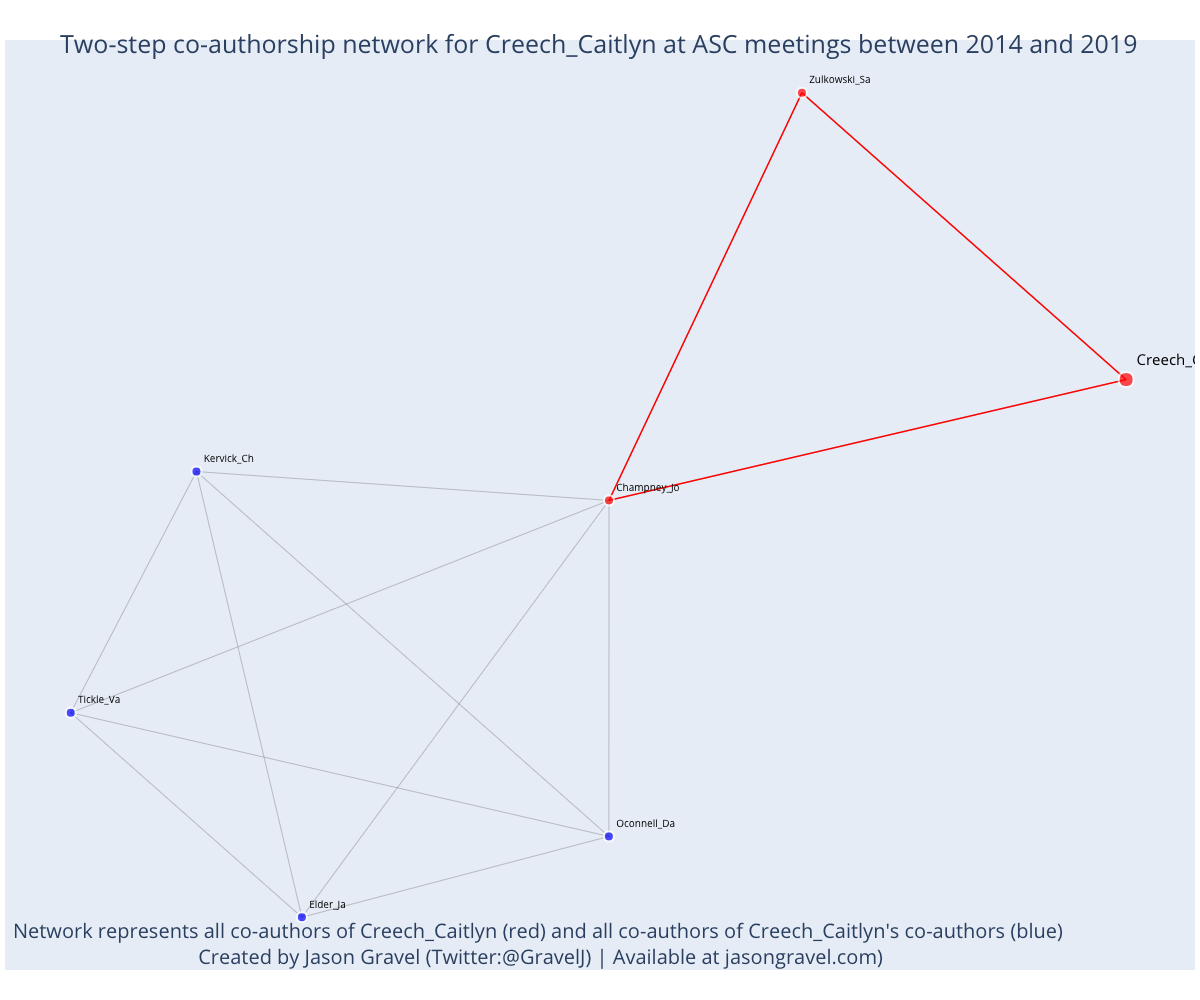 Two-step co-authorship network for Creech_Caitlyn at ASC meetings between 2014 and 2019
Zulkowski_Sa
Creech_
Kervick_Ch
Champney_Jo
Tickle_Va
Oconnell_Da
Elder_Ja
Network represents all co-authors of Creech_Caitlyn (red) and all co-authors of Creech_Caitlyn's co-authors (blue)
Created by Jason Gravel (Twitter:@GravelJ) | Available at jasongravel.com)